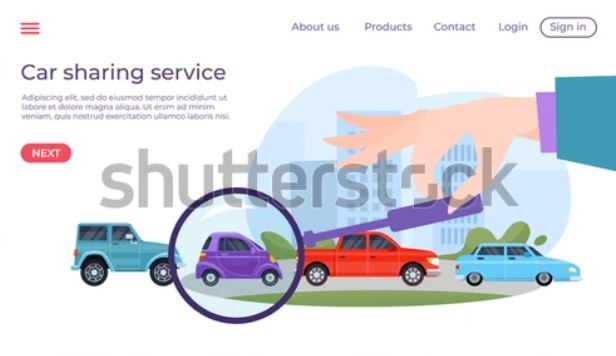 About us Products Contact Login Sign in
Car sharing service
Adipiscing elit, sed do eiusmod tempor incididunt ut
labore et dolore magna aliqua. Ut enim ad minim
veniam, quis nostrud exercitation ullamco laboris nisi.
NEXT
shutterstock